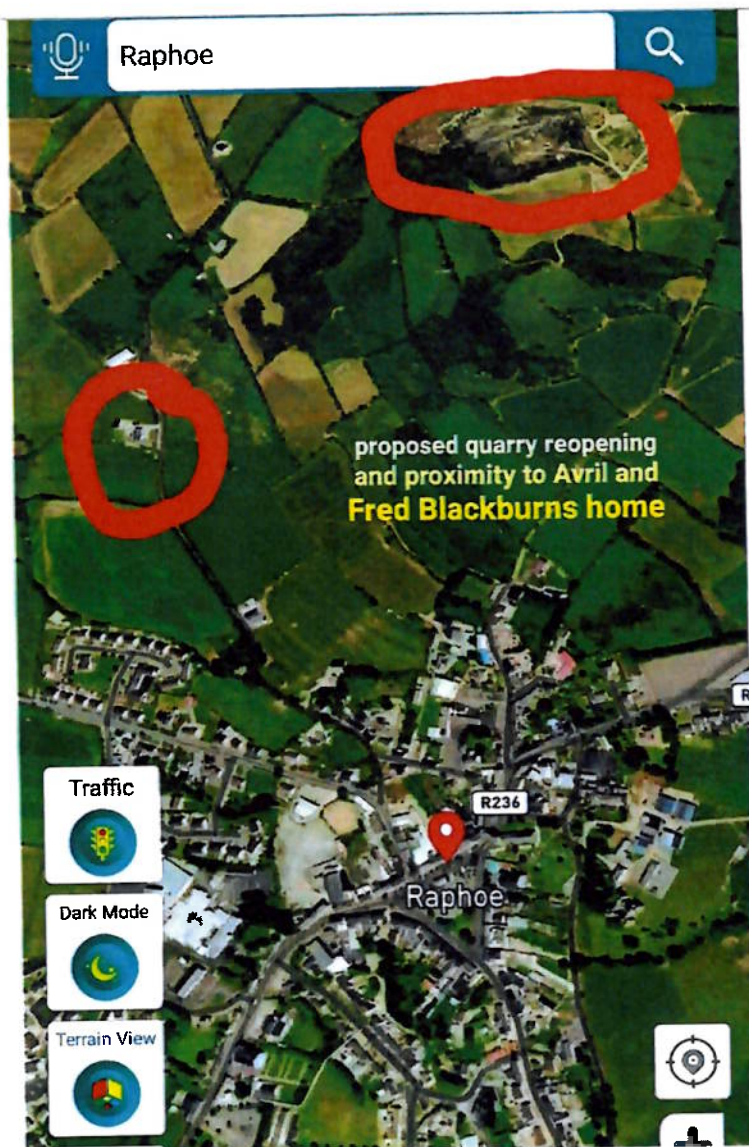 Raphoe
proposed quarry reopening
and proximity to Avril and
Fred Blackburns home
R
Traffic
R236
Raphoe
Dark Mode
Terrain View